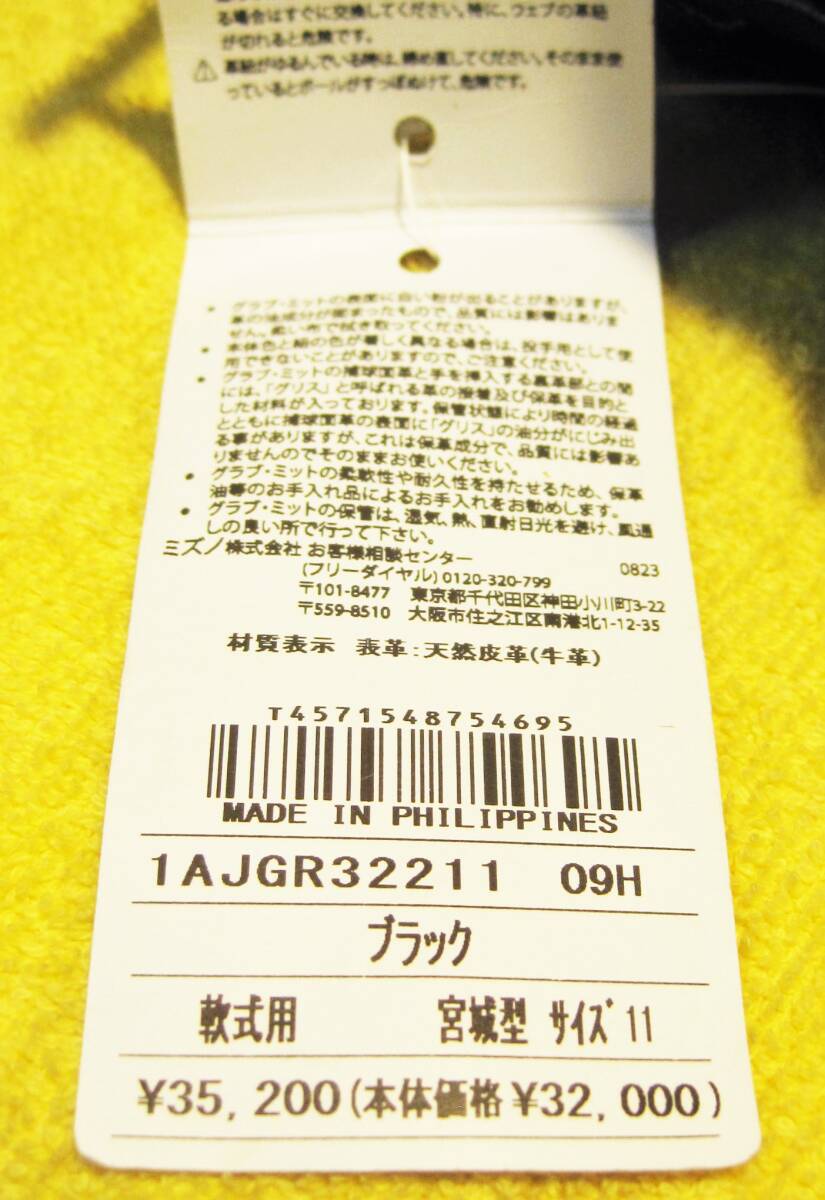 る場合はすぐに交換してください。特に、ウェブの革紐
が切れると危険です。
⚠ 革紐がゆるんでいる時は、締め直してください。そのまま使
っているとボールがすっぽぬけて、危険です。
• グラブ・ミットの表面に白い粉が出ることがありますが、
革の油成分が固まったもので、品質には影響はありま
せん。乾いた布で拭き取ってください。
• 本体色と紐の色が著しく異なる場合は、投手用として使
用できないことがありますので、ご注意ください。
• グラブ・ミットの捕球面革と手を挿入する裏革部との間
には、「グリス」と呼ばれる革の接着及び保革を目的と
した材料が入っております。保管状態により時間の経過
とともに捕球面革の表面に「グリス」の油分がにじみ出
る事がありますが、これは保革成分で、品質には影響あ
りませんのでそのままお使いください。
• グラブ・ミットの柔軟性や耐久性を持たせるため、保革
油等のお手入れ品によるお手入れをお勧めします。
• グラブ・ミットの保管は、湿気、熱、直射日光を避け、風通
しの良い所で行って下さい。
ミズノ株式会社 お客様相談センター
(フリーダイヤル) 0120-320-799 0823
〒101-8477 東京都千代田区神田小川町3-22
〒559-8510 大阪市住之江区南港北1-12-35
材質表示 表革:天然皮革(牛革)
T4571548754695
MADE IN PHILIPPINES
1AJGR32211 09H
ブラック
軟式用 宮城型 サイズ11
¥35,200(本体価格¥32,000)